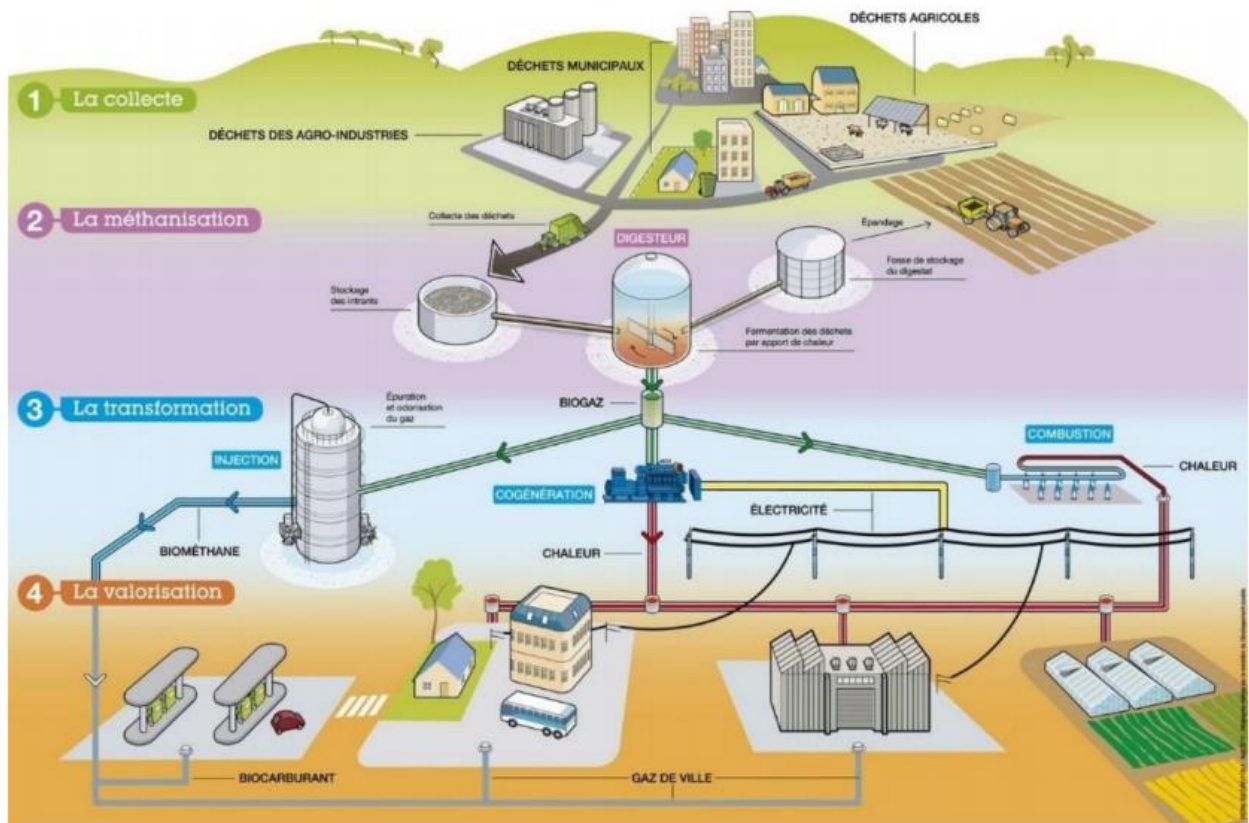 DÉCHETS AGRICOLES
DÉCHETS MUNICIPAUX
1 La collecte
DÉCHETS DES AGRO-INDUSTRIES
2 La méthanisation
Collecte des déchets
DIGESTEUR
Épandage
Fosse de stockage
du digestat
Stockage
des intrants
Fermentation des déchets
par apport de chaleur
3 La transformation
Épuration
et odorisation
du gaz
BIOGAZ
COMBUSTION
INJECTION
CHALEUR
COGÉNÉRATION
ÉLECTRICITÉ
BIOMÉTHANE
CHALEUR
4 La valorisation
BIOCARBURANT
GAZ DE VILLE